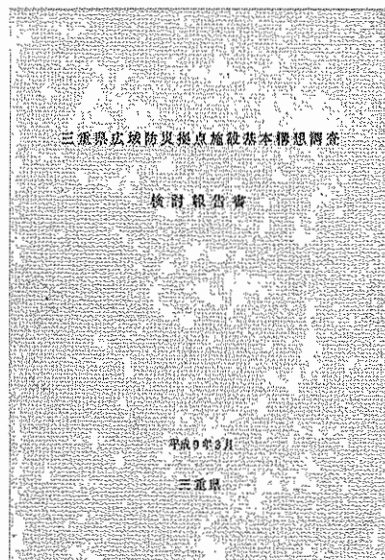 三重県広域防災拠点施設基本構想調査
検討報告書
平成9年3月
三重県